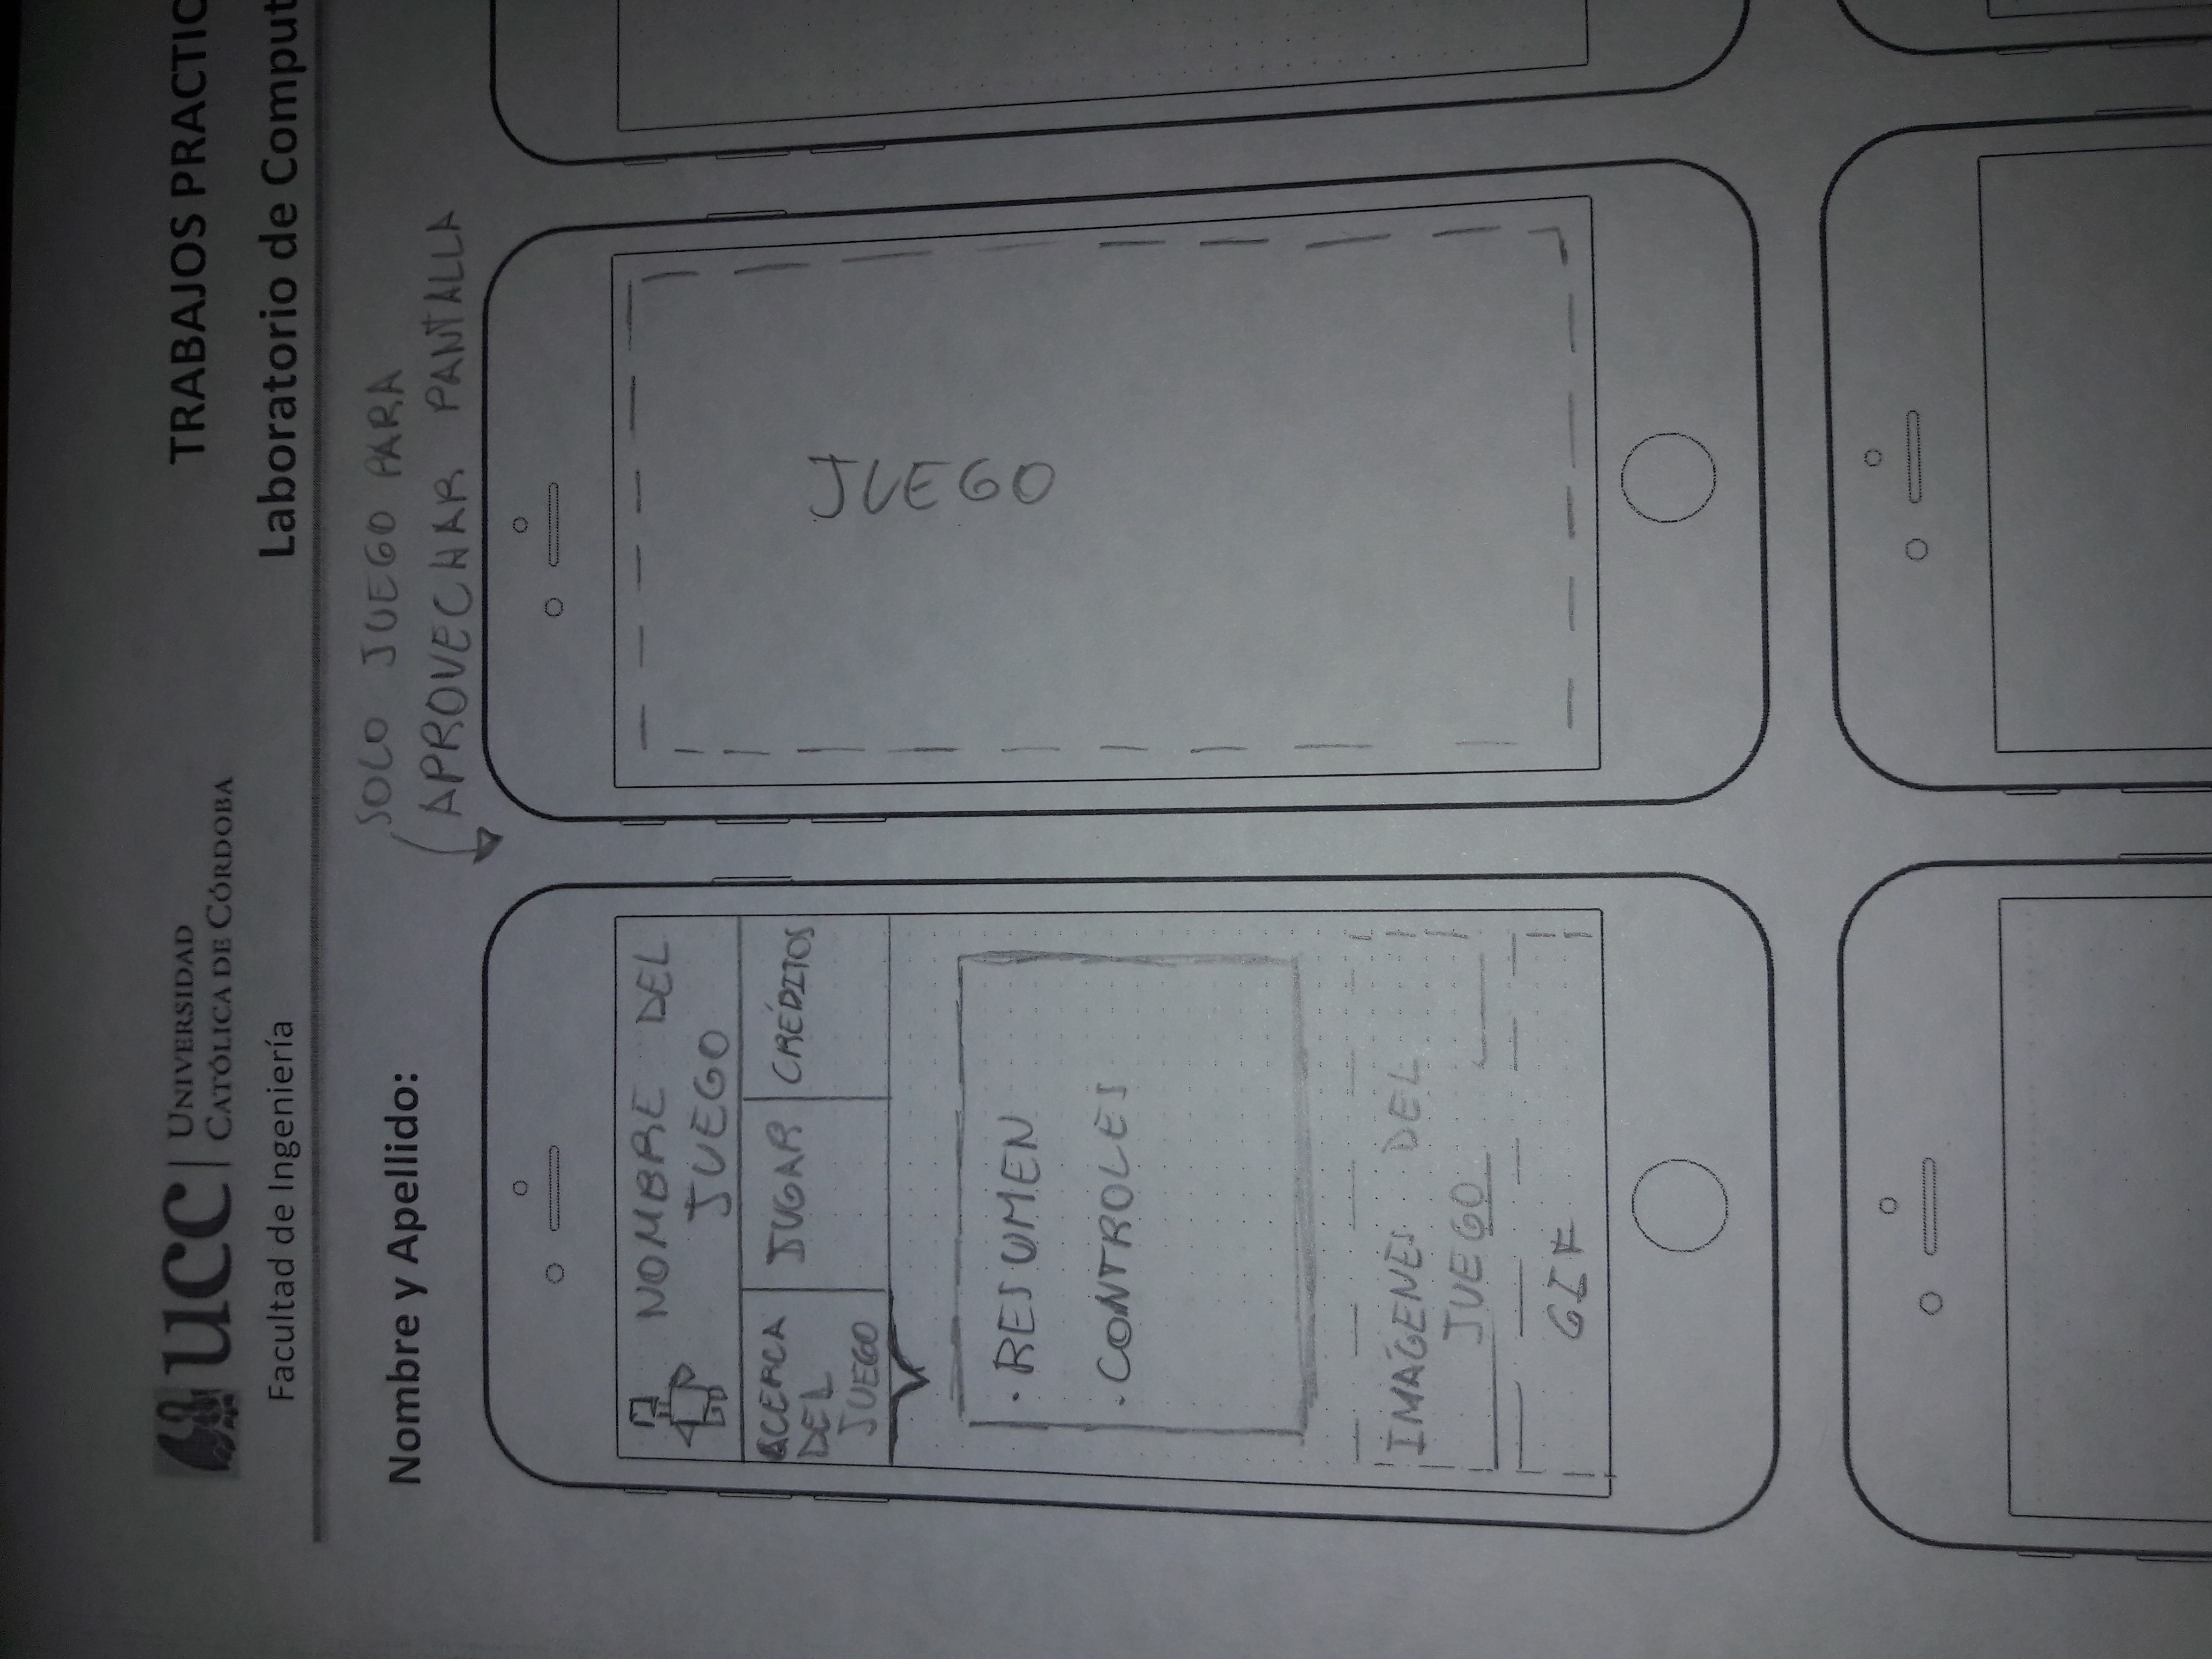 UCC
UNIVERSIDAD
CATÓLICA DE CÓRDOBA
Facultad de Ingeniería
TRABAJOS PRACTIC
Laboratorio de Comput
Nombre y Apellido:
SOLO JUEGO PARA
APROVECHAR PANTALLA
NOMBRE DEL
JUEGO
ACERCA
DEL
JUEGO
JUGAR
CRÉDITOS
· RESUMEN
· CONTROLES
IMÁGENES DEL
JUEGO
GIF
JUEGO